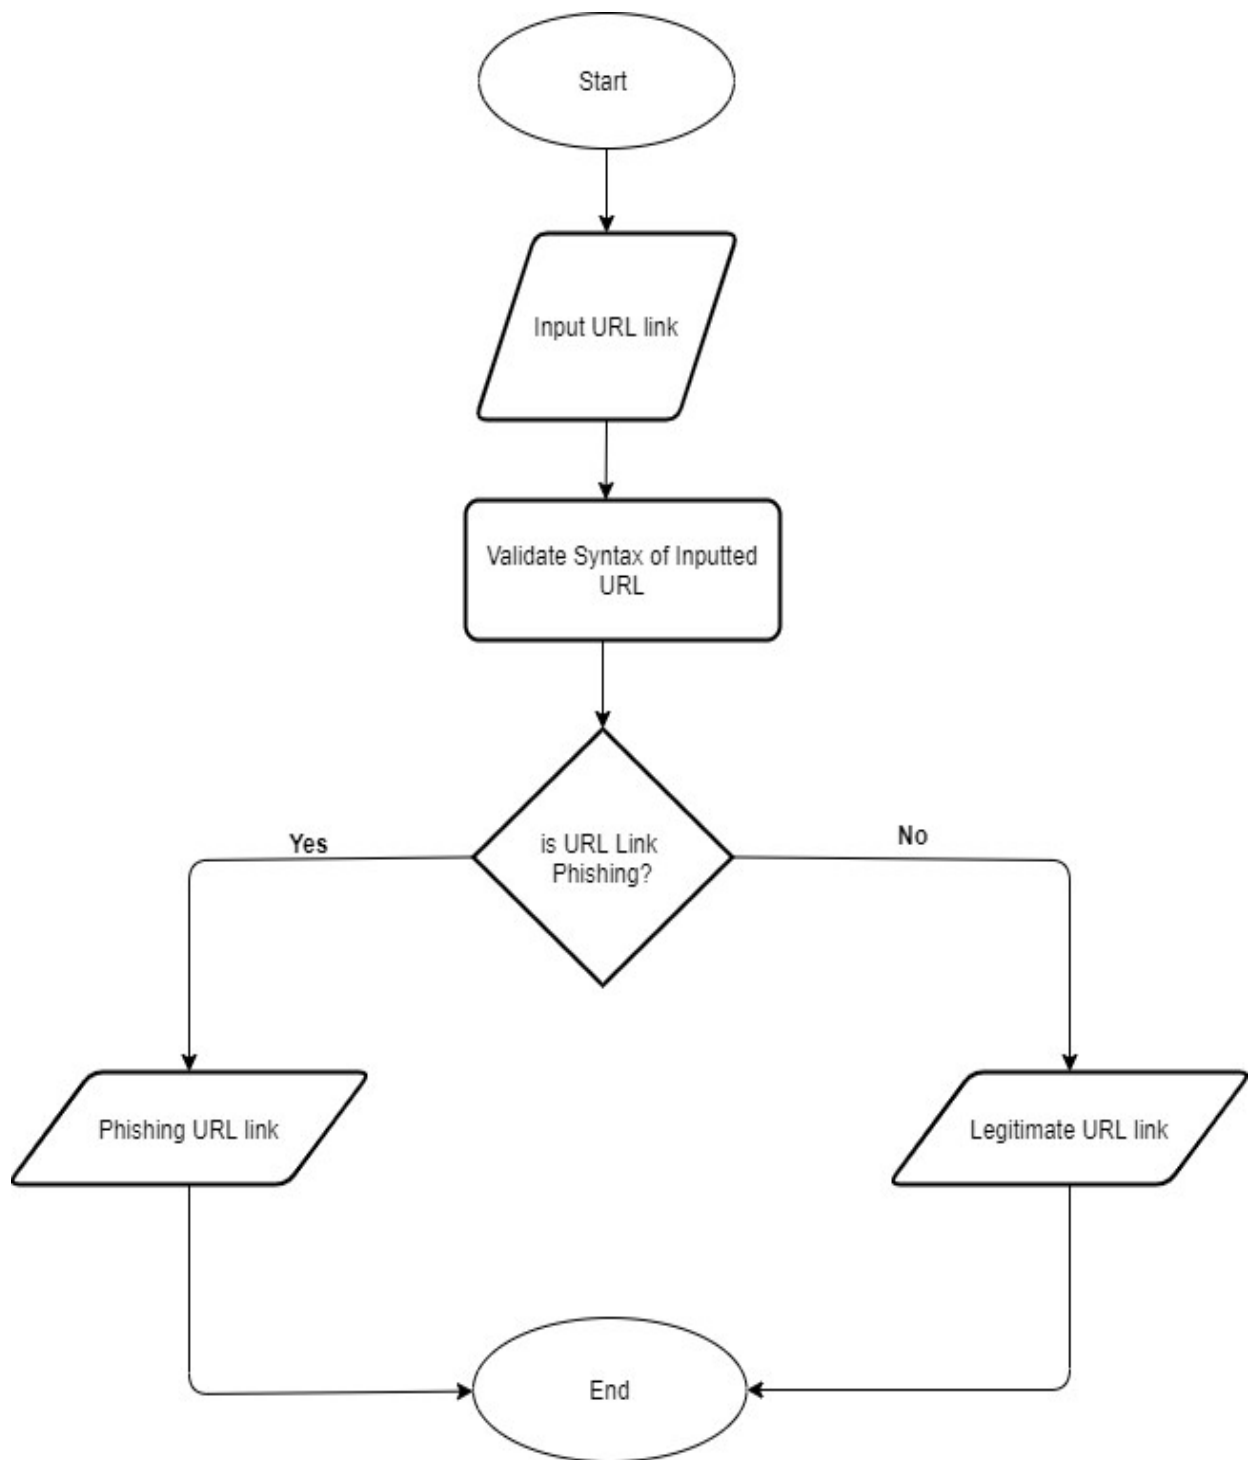 Start
Input URL link
Validate Syntax of Inputted
URL
Yes
is URL Link
Phishing?
No
Phishing URL link
Legitimate URL link
End